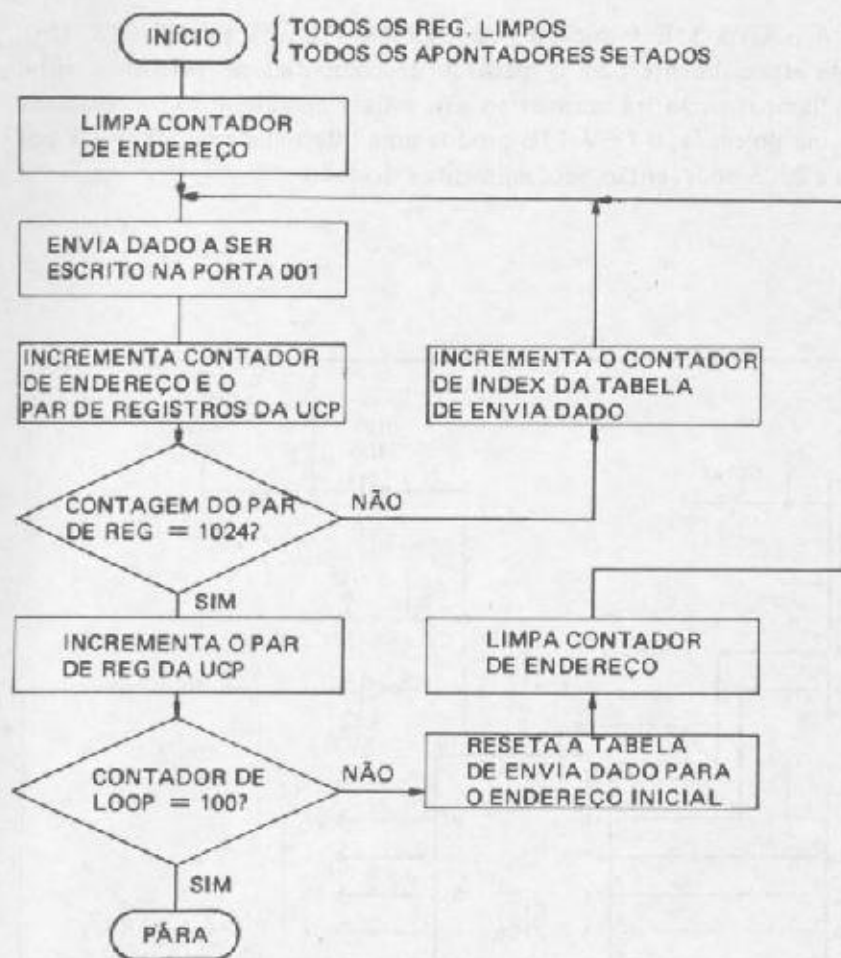 INÍCIO
TODOS OS REG. LIMPOS
TODOS OS APONTADORES SETADOS
LIMPA CONTADOR
DE ENDEREÇO
ENVIA DADO A SER
ESCRITO NA PORTA 001
INCREMENTA CONTADOR
DE ENDEREÇO E O
PAR DE REGISTROS DA UCP
INCREMENTA O CONTADOR
DE INDEX DA TABELA
DE ENVIA DADO
CONTAGEM DO PAR
DE REG = 1024?
NÃO
SIM
INCREMENTA O PAR
DE REG DA UCP
LIMPA CONTADOR
DE ENDEREÇO
CONTADOR DE
LOOP = 100?
NÃO
RESETA A TABELA
DE ENVIA DADO PARA
O ENDEREÇO INICIAL
SIM
PÁRA